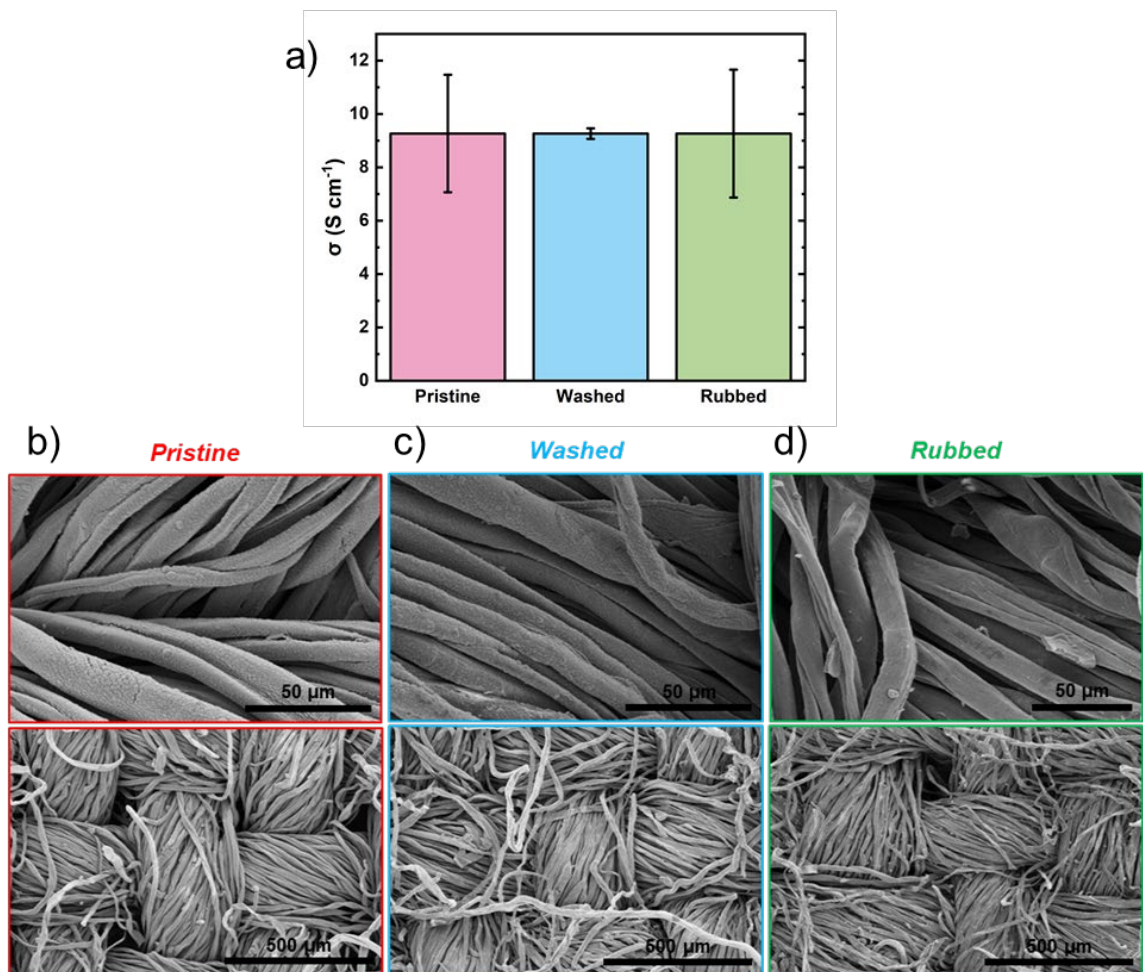 a)
σ (S cm⁻¹)
12
10
8
6
4
2
0
Pristine Washed Rubbed
b) Pristine
c) Washed
d) Rubbed
50 µm
50 µm
50 µm
500 µm
500 µm
500 µm